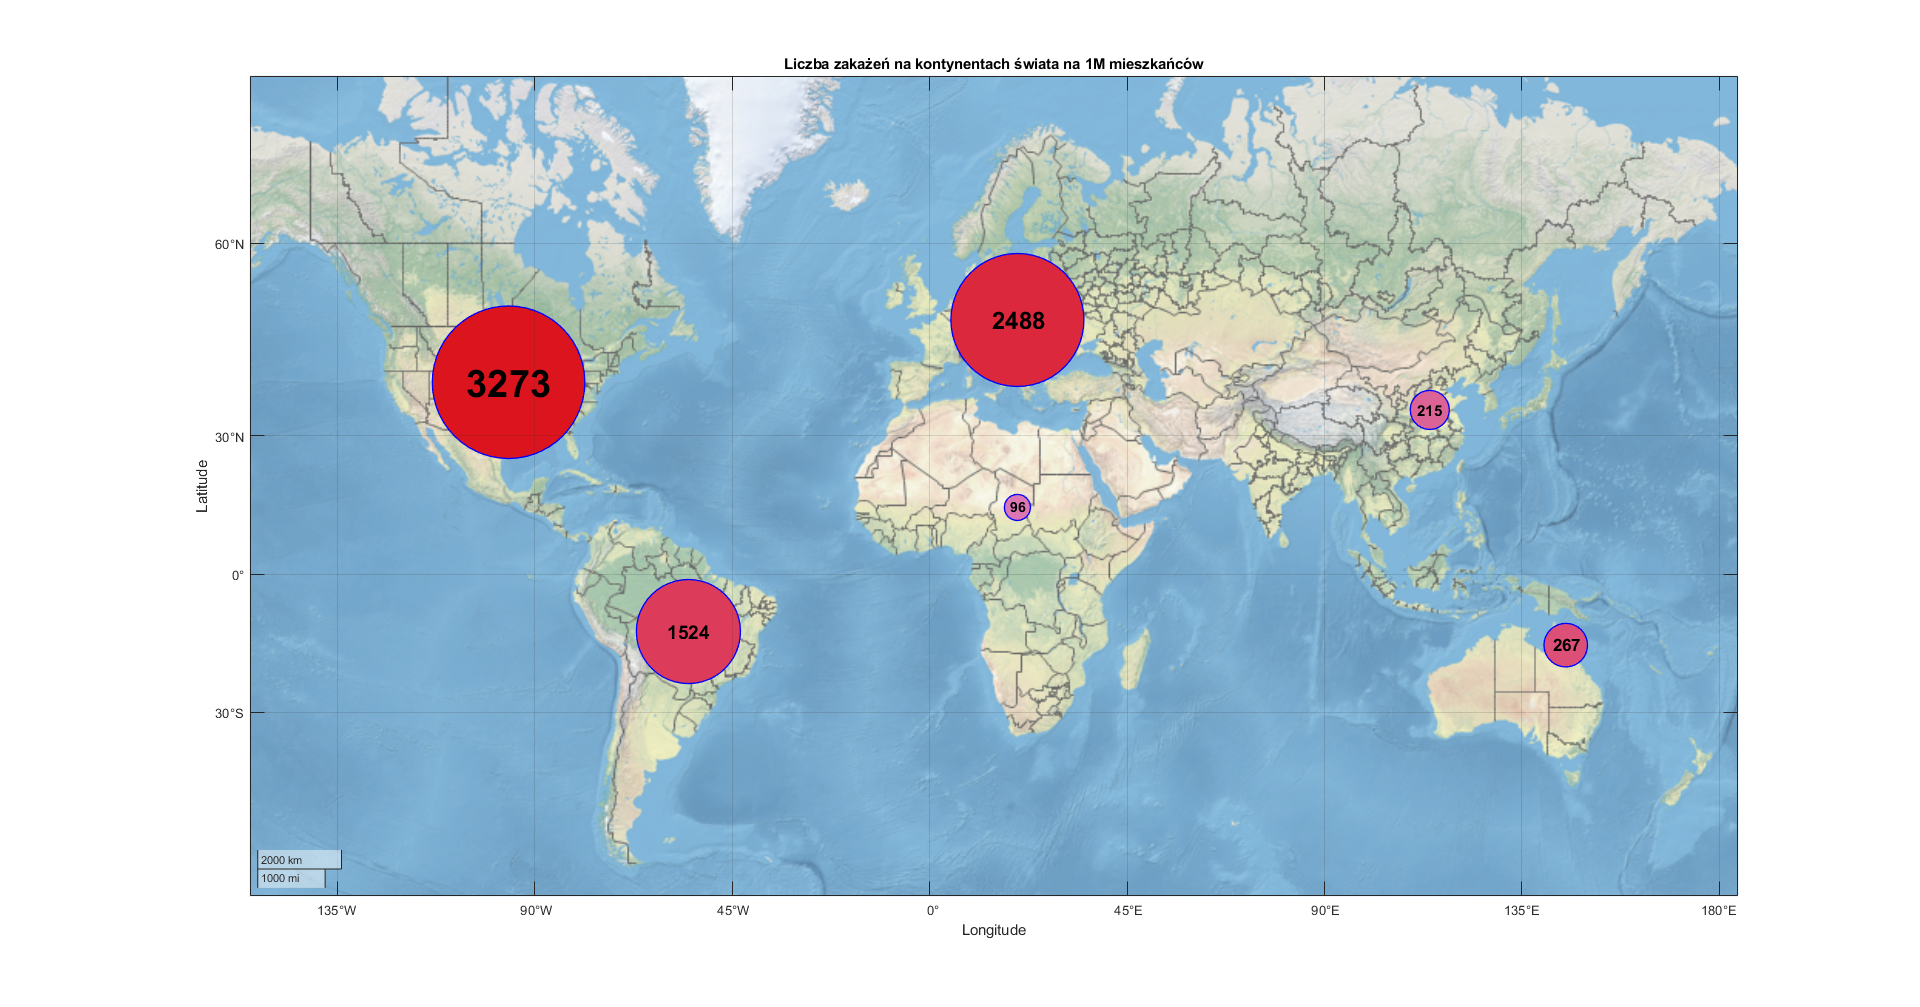 Liczba zakażeń na kontynentach świata na 1M mieszkańców
60°N
2488
3273
215
30°N
Latitude
96
0°
1524
267
30°S
2000 km
1000 mi
135°W
90°W
45°W
0°
45°E
90°E
135°E
180°E
Longitude